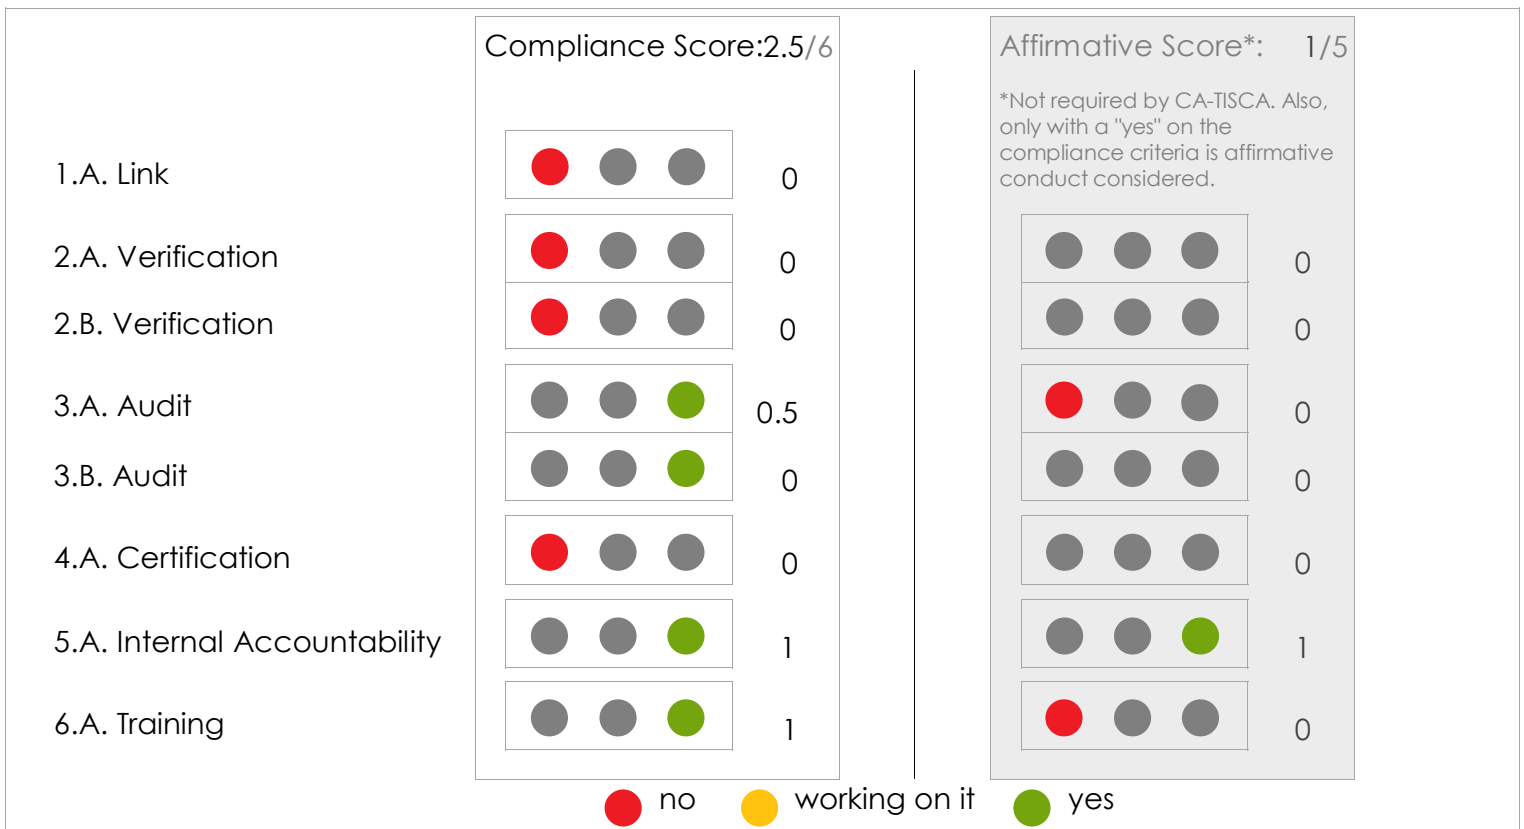 Compliance Score:2.5/6
Affirmative Score*: 1/5
*Not required by CA-TISCA. Also,
only with a "yes" on the
compliance criteria is affirmative
conduct considered.
1.A. Link 0
2.A. Verification 0 0
2.B. Verification 0 0
3.A. Audit 0.5 0
3.B. Audit 0 0
4.A. Certification 0 0
5.A. Internal Accountability 1 1
6.A. Training 1 0
no working on it yes